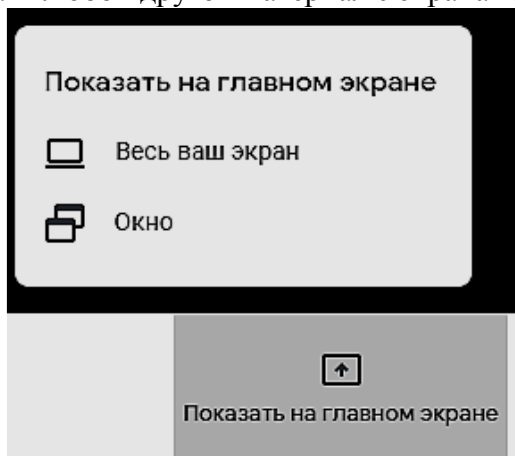 Показать на главном экране
Весь ваш экран
Окно
Показать на главном экране